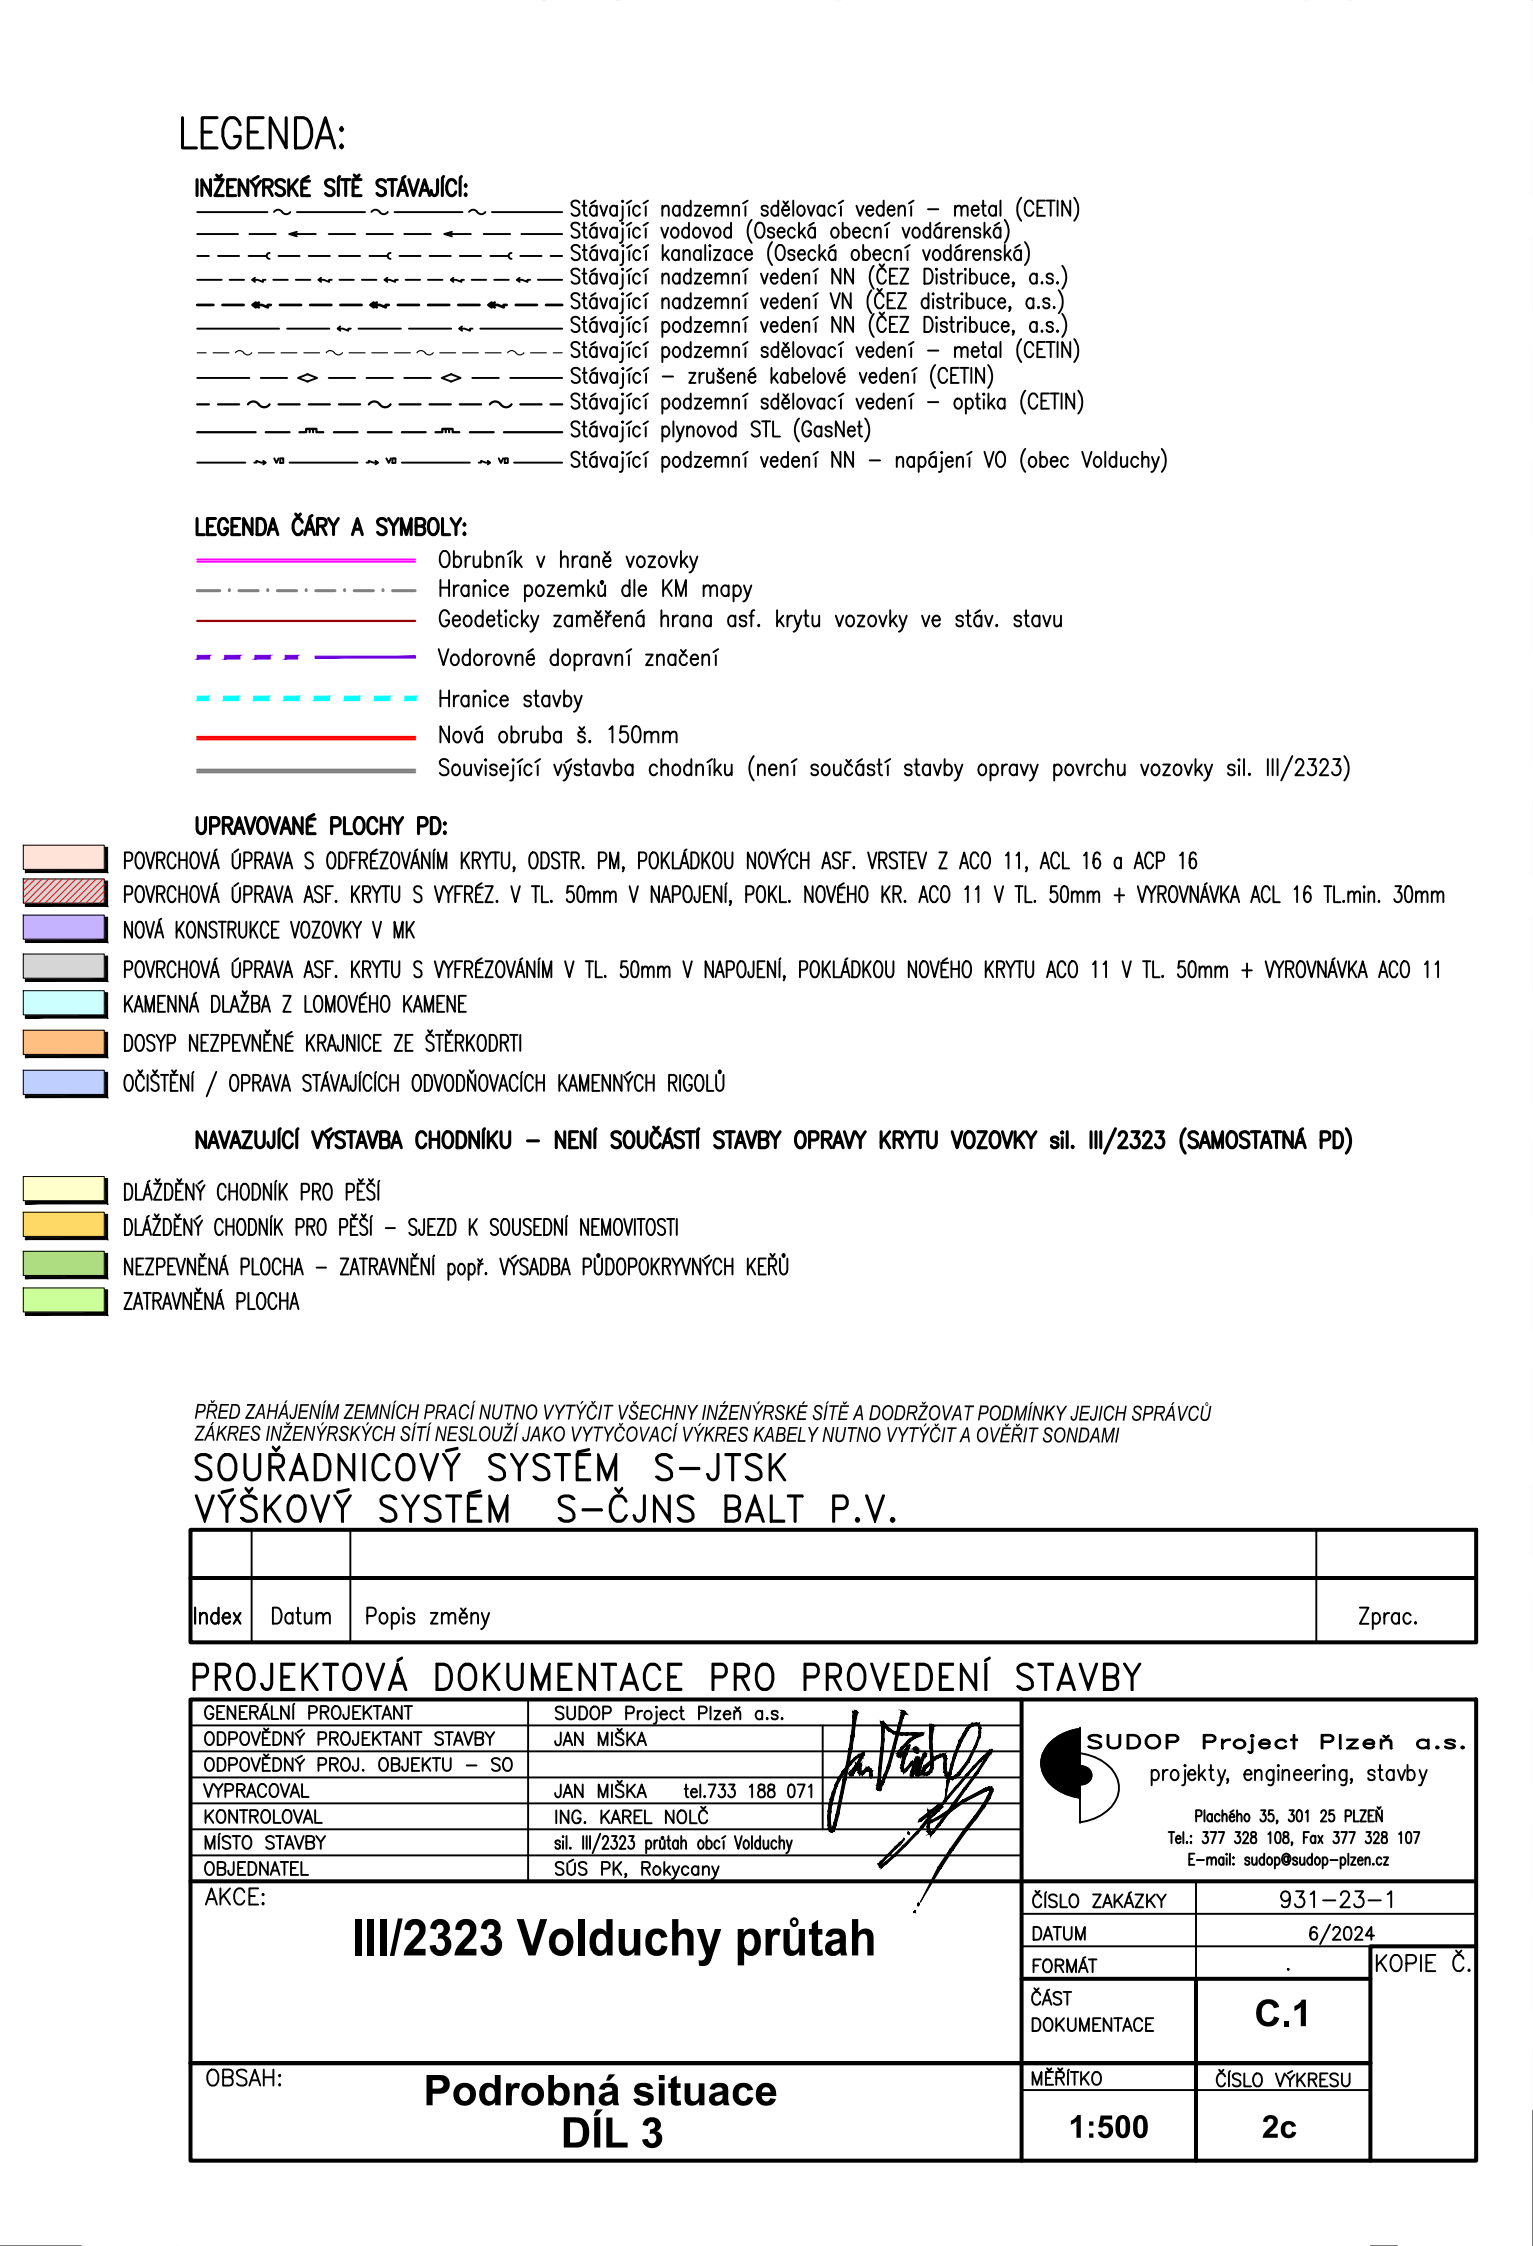 LEGENDA:
INŽENÝRSKÉ SÍTĚ STÁVAJÍCÍ:
Stávající nadzemní sdělovací vedení – metal (CETIN)
Stávající vodovod (Osecká obecní vodárenská)
Stávající kanalizace (Osecká obecní vodárenská)
Stávající nadzemní vedení NN (ČEZ Distribuce, a.s.)
Stávající nadzemní vedení VN (ČEZ distribuce, a.s.)
Stávající podzemní vedení NN (ČEZ Distribuce, a.s.)
Stávající podzemní sdělovací vedení – metal (CETIN)
Stávající – zrušené kabelové vedení (CETIN)
Stávající podzemní sdělovací vedení – optika (CETIN)
Stávající plynovod STL (GasNet)
VO VO VO Stávající podzemní vedení NN – napájení VO (obec Volduchy)
LEGENDA ČÁRY A SYMBOLY:
Obrubník v hraně vozovky
Hranice pozemků dle KM mapy
Geodeticky zaměřená hrana asf. krytu vozovky ve stáv. stavu
Vodorovné dopravní značení
Hranice stavby
Nová obruba š. 150mm
Související výstavba chodníku (není součástí stavby opravy povrchu vozovky sil. III/2323)
UPRAVOVANÉ PLOCHY PD:
POVRCHOVÁ ÚPRAVA S ODFRÉZOVÁNÍM KRYTU, ODSTR. PM, POKLÁDKOU NOVÝCH ASF. VRSTEV Z ACO 11, ACL 16 a ACP 16
POVRCHOVÁ ÚPRAVA ASF. KRYTU S VYFRÉZ. V TL. 50mm V NAPOJENÍ, POKL. NOVÉHO KR. ACO 11 V TL. 50mm + VYROVNÁVKA ACL 16 TL.min. 30mm
NOVÁ KONSTRUKCE VOZOVKY V MK
POVRCHOVÁ ÚPRAVA ASF. KRYTU S VYFRÉZOVÁNÍM V TL. 50mm V NAPOJENÍ, POKLÁDKOU NOVÉHO KRYTU ACO 11 V TL. 50mm + VYROVNÁVKA ACO 11
KAMENNÁ DLAŽBA Z LOMOVÉHO KAMENE
DOSYP NEZPEVNĚNÉ KRAJNICE ZE ŠTĚRKODRTI
OČIŠTĚNÍ / OPRAVA STÁVAJÍCÍCH ODVODŇOVACÍCH KAMENNÝCH RIGOLŮ
NAVAZUJÍCÍ VÝSTAVBA CHODNÍKU – NENÍ SOUČÁSTÍ STAVBY OPRAVY KRYTU VOZOVKY sil. III/2323 (SAMOSTATNÁ PD)
DLÁŽDĚNÝ CHODNÍK PRO PĚŠÍ
DLÁŽDĚNÝ CHODNÍK PRO PĚŠÍ – SJEZD K SOUSEDNÍ NEMOVITOSTI
NEZPEVNĚNÁ PLOCHA – ZATRAVNĚNÍ popř. VÝSADBA PŮDOPOKRYVNÝCH KEŘŮ
ZATRAVNĚNÁ PLOCHA
PŘED ZAHÁJENÍM ZEMNÍCH PRACÍ NUTNO VYTÝČIT VŠECHNY INŹENÝRSKÉ SÍTĚ A DODRŽOVAT PODMÍNKY JEJICH SPRÁVCŮ
ZÁKRES INŽENÝRSKÝCH SÍTÍ NESLOUŽÍ JAKO VYTYČOVACÍ VÝKRES KABELY NUTNO VYTÝČIT A OVĚŘIT SONDAMI
SOUŘADNICOVÝ SYSTÉM S–JTSK
VÝŠKOVÝ SYSTÉM S–ČJNS BALT P.V.
Index Datum Popis změny Zprac.
PROJEKTOVÁ DOKUMENTACE PRO PROVEDENÍ STAVBY
GENERÁLNÍ PROJEKTANT SUDOP Project Plzeň a.s.
ODPOVĚDNÝ PROJEKTANT STAVBY JAN MIŠKA
ODPOVĚDNÝ PROJ. OBJEKTU – SO
VYPRACOVAL JAN MIŠKA tel.733 188 071
KONTROLOVAL ING. KAREL NOLČ
MÍSTO STAVBY sil. III/2323 průtah obcí Volduchy
OBJEDNATEL SÚS PK, Rokycany
SUDOP Project Plzeň a.s.
projekty, engineering, stavby
Plachého 35, 301 25 PLZEŇ
Tel.: 377 328 108, Fax 377 328 107
E–mail: sudop@sudop–plzen.cz
AKCE:
III/2323 Volduchy průtah
ČÍSLO ZAKÁZKY 931–23–1
DATUM 6/2024
FORMÁT .
KOPIE Č.
ČÁST
DOKUMENTACE
C.1
OBSAH:
Podrobná situace
DÍL 3
MĚŘÍTKO ČÍSLO VÝKRESU
1:500 2c